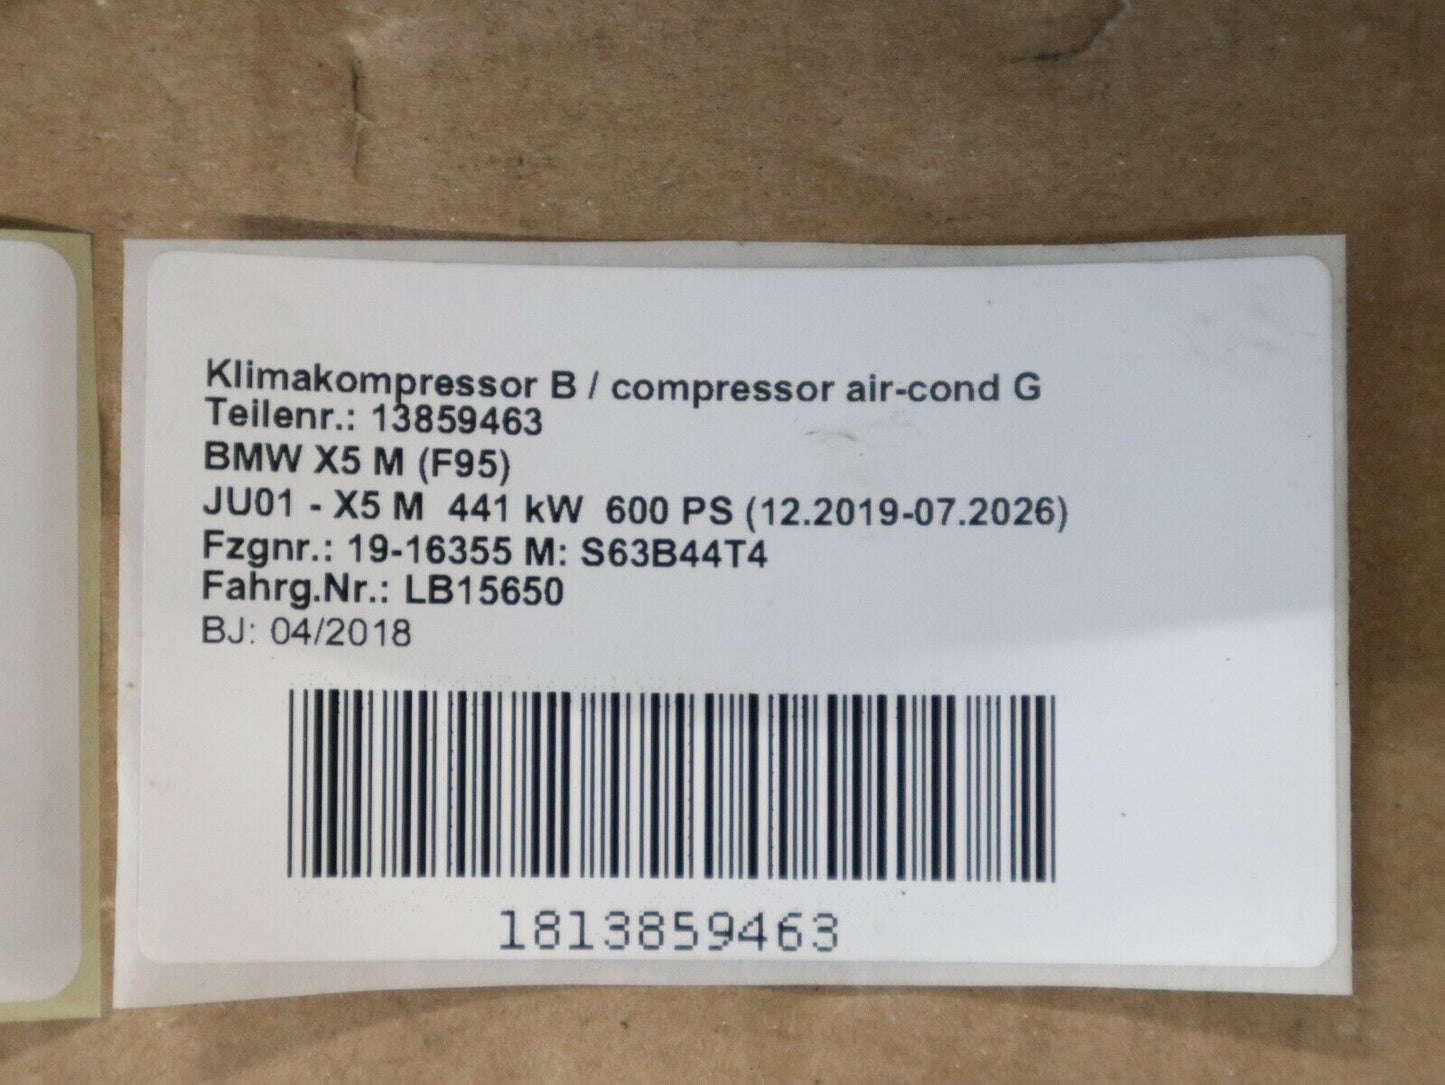 Klimakompressor B / compressor air-cond G
Teilenr.: 13859463
BMW X5 M (F95)
JU01 - X5 M 441 kW 600 PS (12.2019-07.2026)
Fzgnr.: 19-16355 M: S63B44T4
Fahrg.Nr.: LB15650
BJ: 04/2018
1813859463